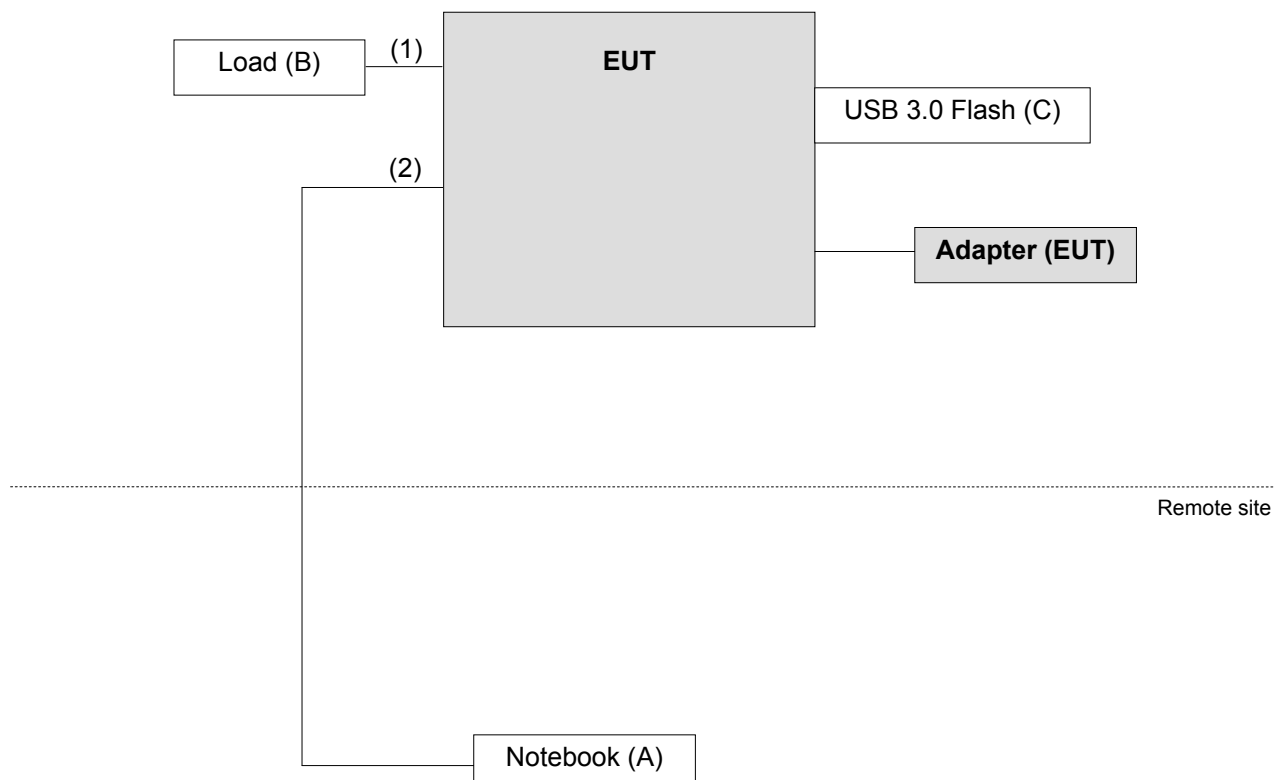 Load (B)
(1)
EUT
USB 3.0 Flash (C)
(2)
Adapter (EUT)
Remote site
Notebook (A)